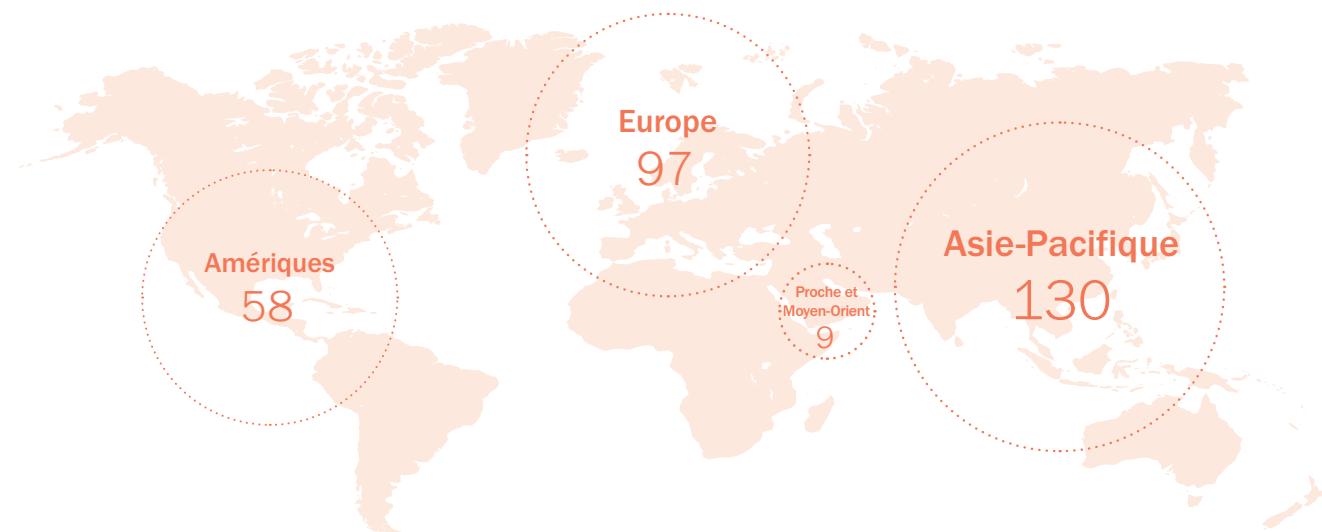 Europe
97
Amériques
58
Proche et
Moyen-Orient
9
Asie-Pacifique
130